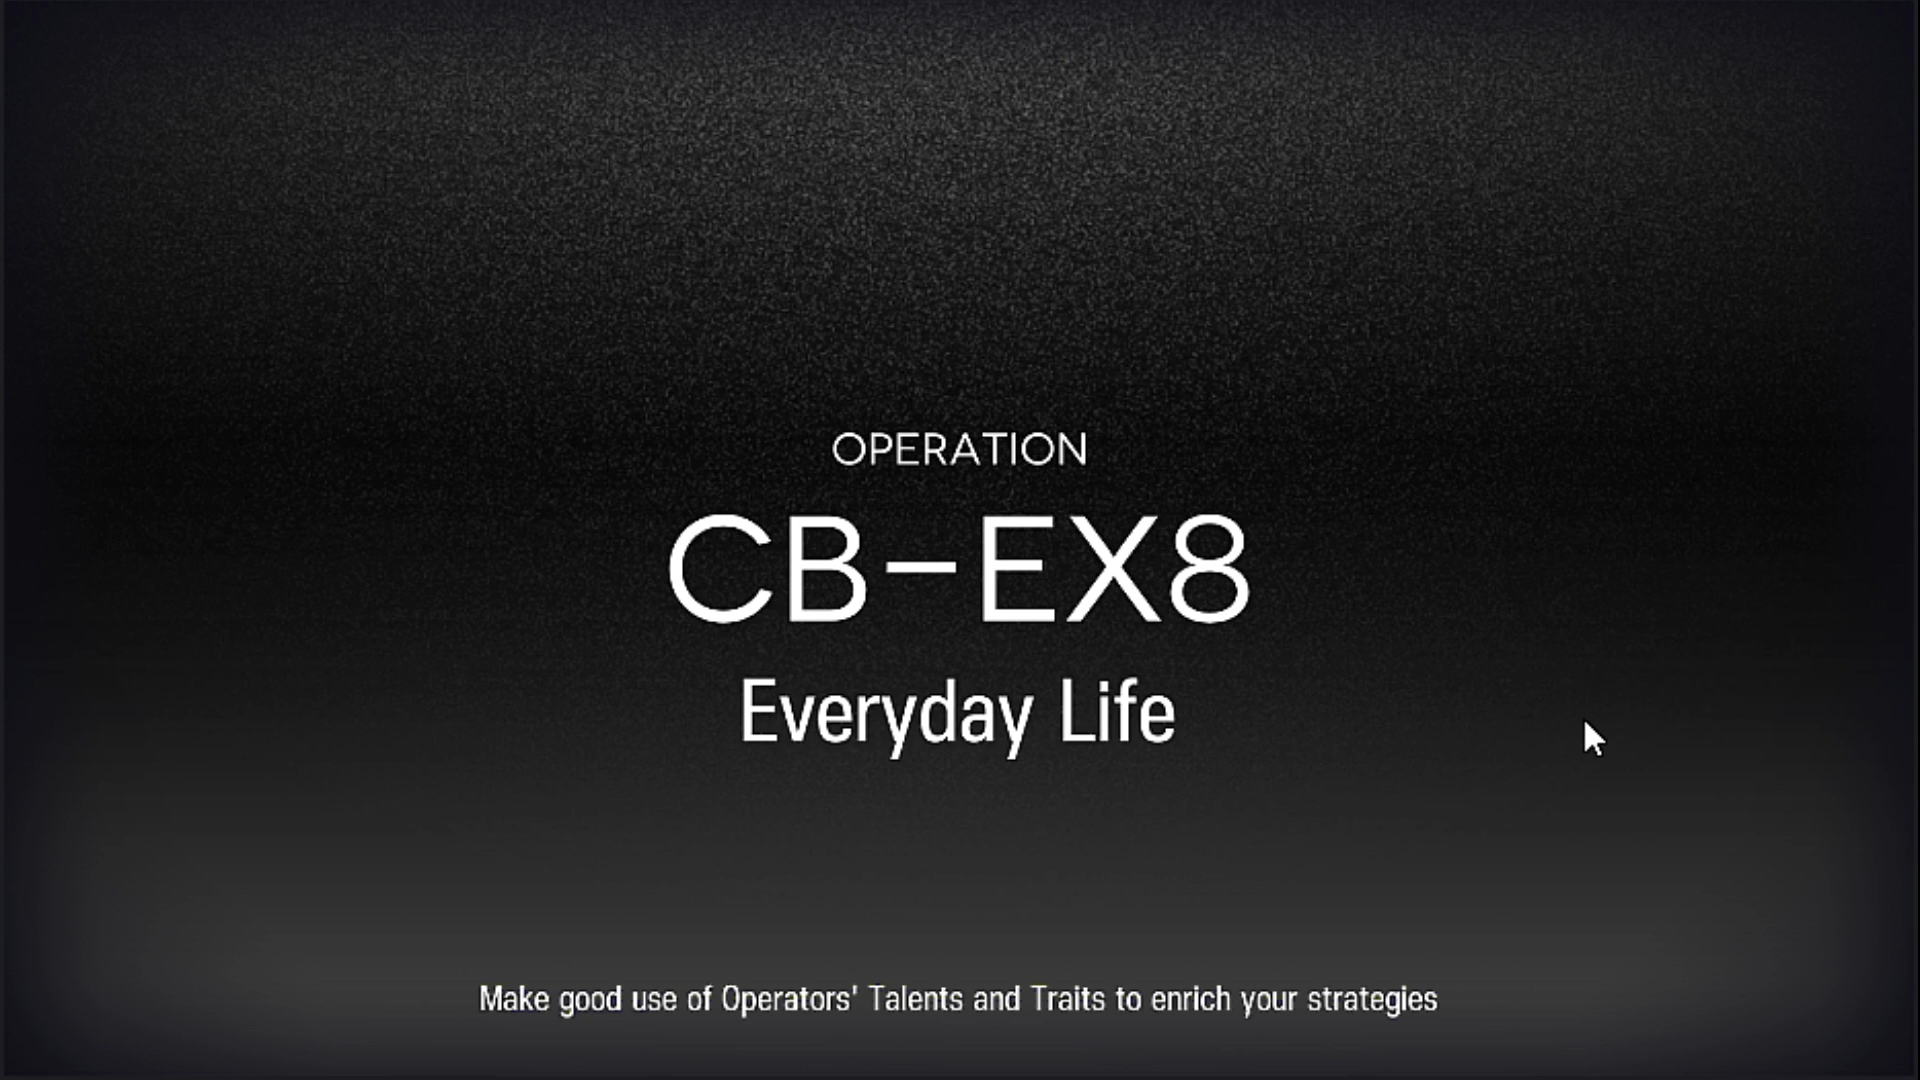 OPERATION
CB-EX8
Everyday Life
Make good use of Operators' Talents and Traits to enrich your strategies